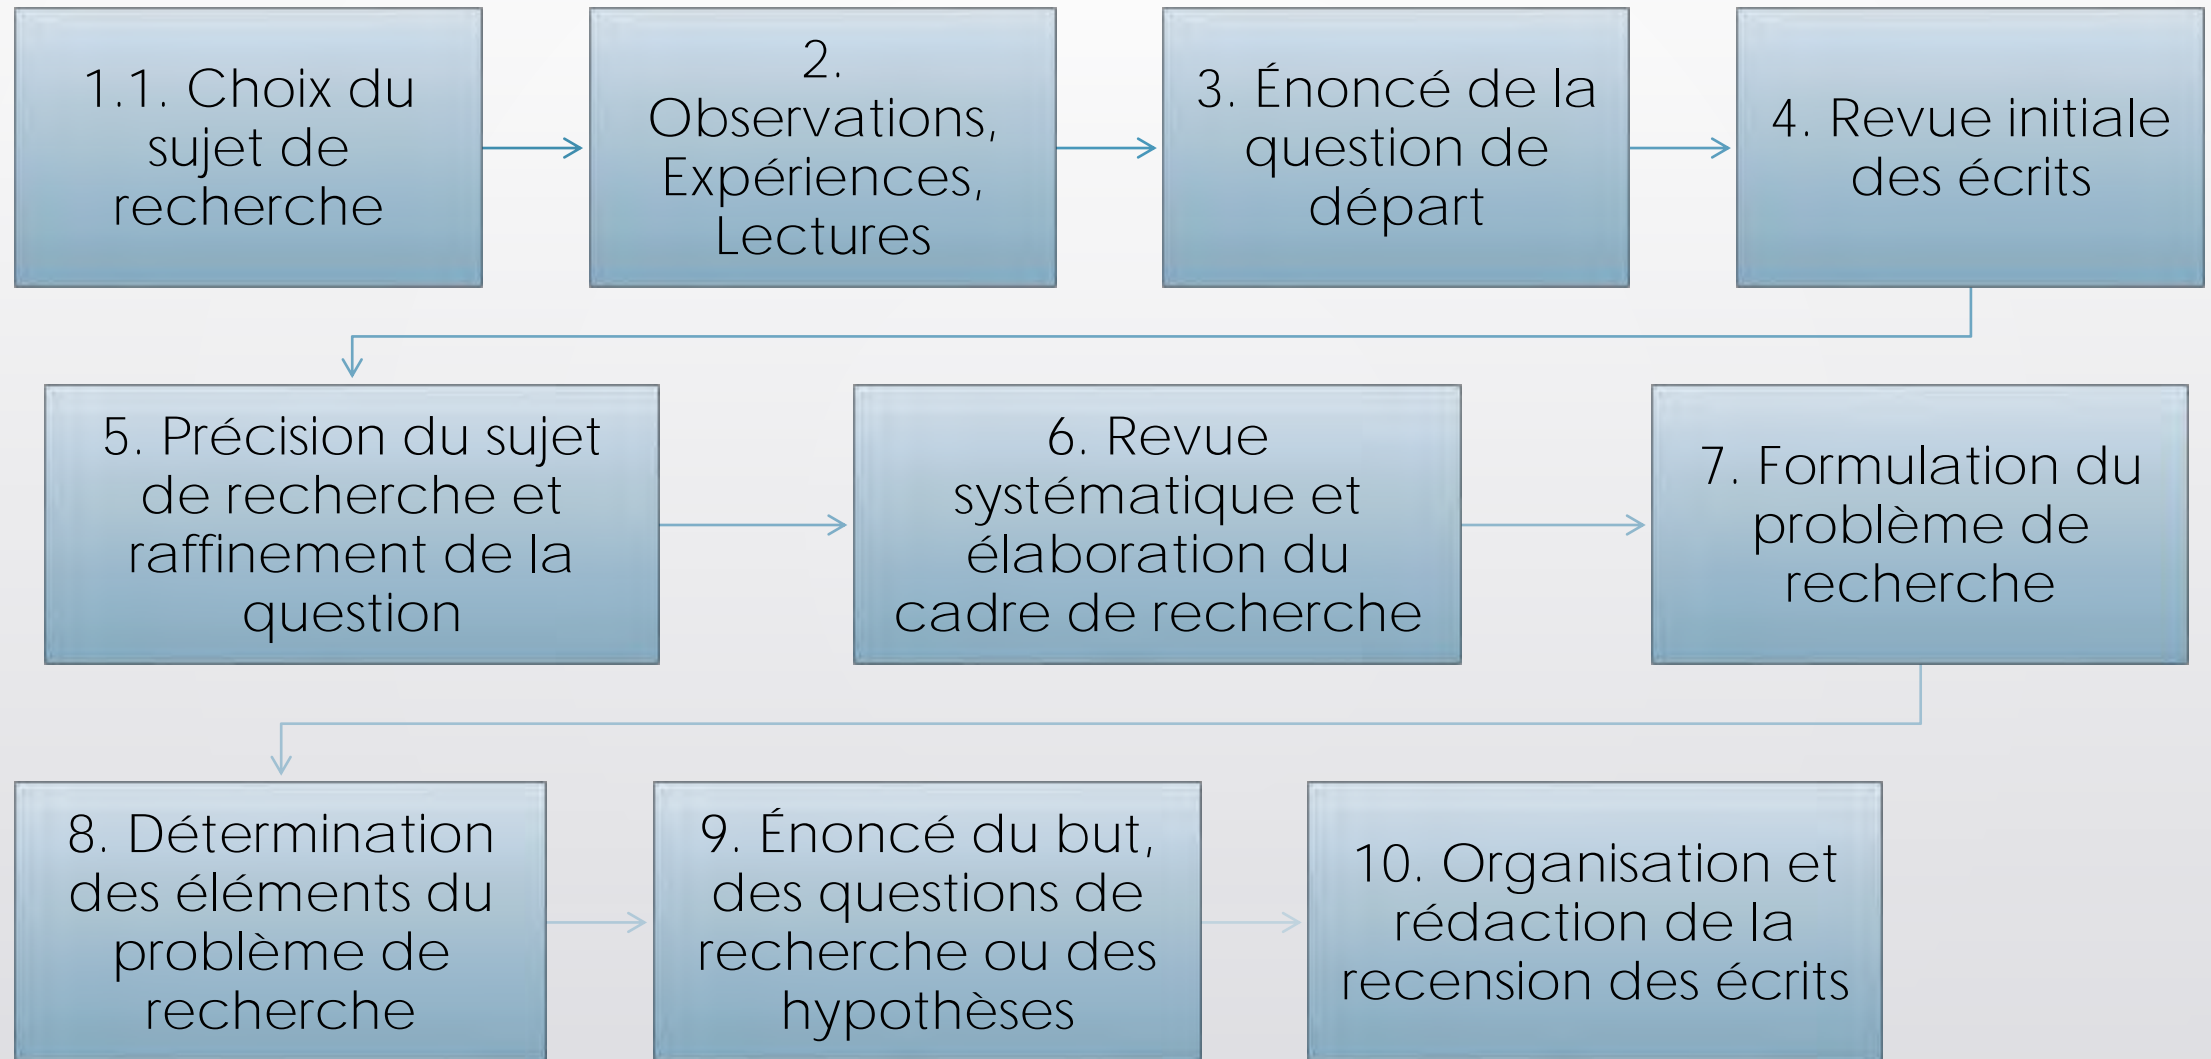 1.1. Choix du
sujet de
recherche
2.
Observations,
Expériences,
Lectures
3. Énoncé de la
question de
départ
4. Revue initiale
des écrits
5. Précision du sujet
de recherche et
raffinement de la
question
6. Revue
systématique et
élaboration du
cadre de recherche
7. Formulation du
problème de
recherche
8. Détermination
des éléments du
problème de
recherche
9. Énoncé du but,
des questions de
recherche ou des
hypothèses
10. Organisation et
rédaction de la
recension des écrits